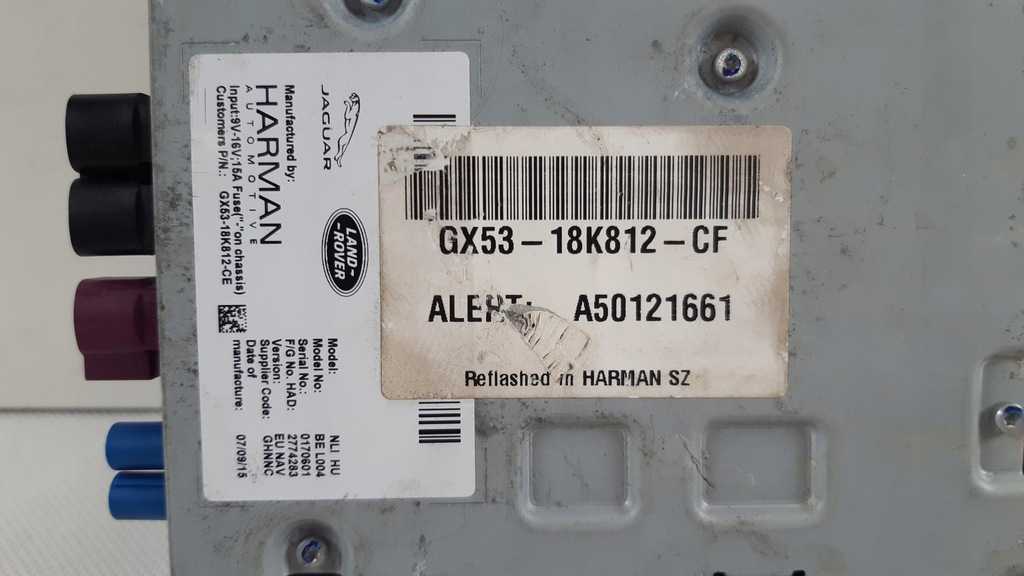 JAGUAR
LAND-
ROVER
Manufactured by:
HARMAN
AUTOMOTIVE
Input:9V-16V;15A Fuse("-"on chassis)
Customers P/N.: GX53-18K812-CE
Model: NLI HU
Model No: BE L004
Serial No.: 0170601
F/G No. HAD: 2774283
Version: EU NAV
Supplier Code: GHNNC
Date of
manufacture: 07/09/15
GX53-18K812-CF
ALERT: A50121661
Reflashed in HARMAN SZ